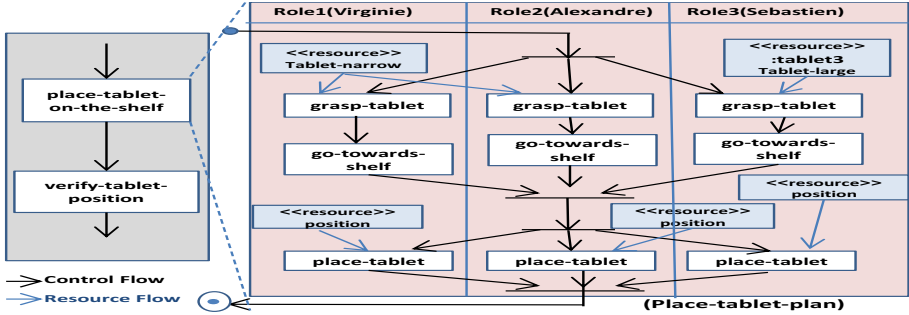 Role1(Virginie)
Role2(Alexandre)
Role3(Sebastien)
place-tablet-
on-the-shelf
verify-tablet-
position
<<resource>>
Tablet-narrow
<<resource>>
:tablet3
Tablet-large
grasp-tablet
grasp-tablet
grasp-tablet
go-towards-
shelf
go-towards-
shelf
go-towards-
shelf
<<resource>>
position
<<resource>>
position
<<resource>>
position
place-tablet
place-tablet
place-tablet
Control Flow
Resource Flow
(Place-tablet-plan)